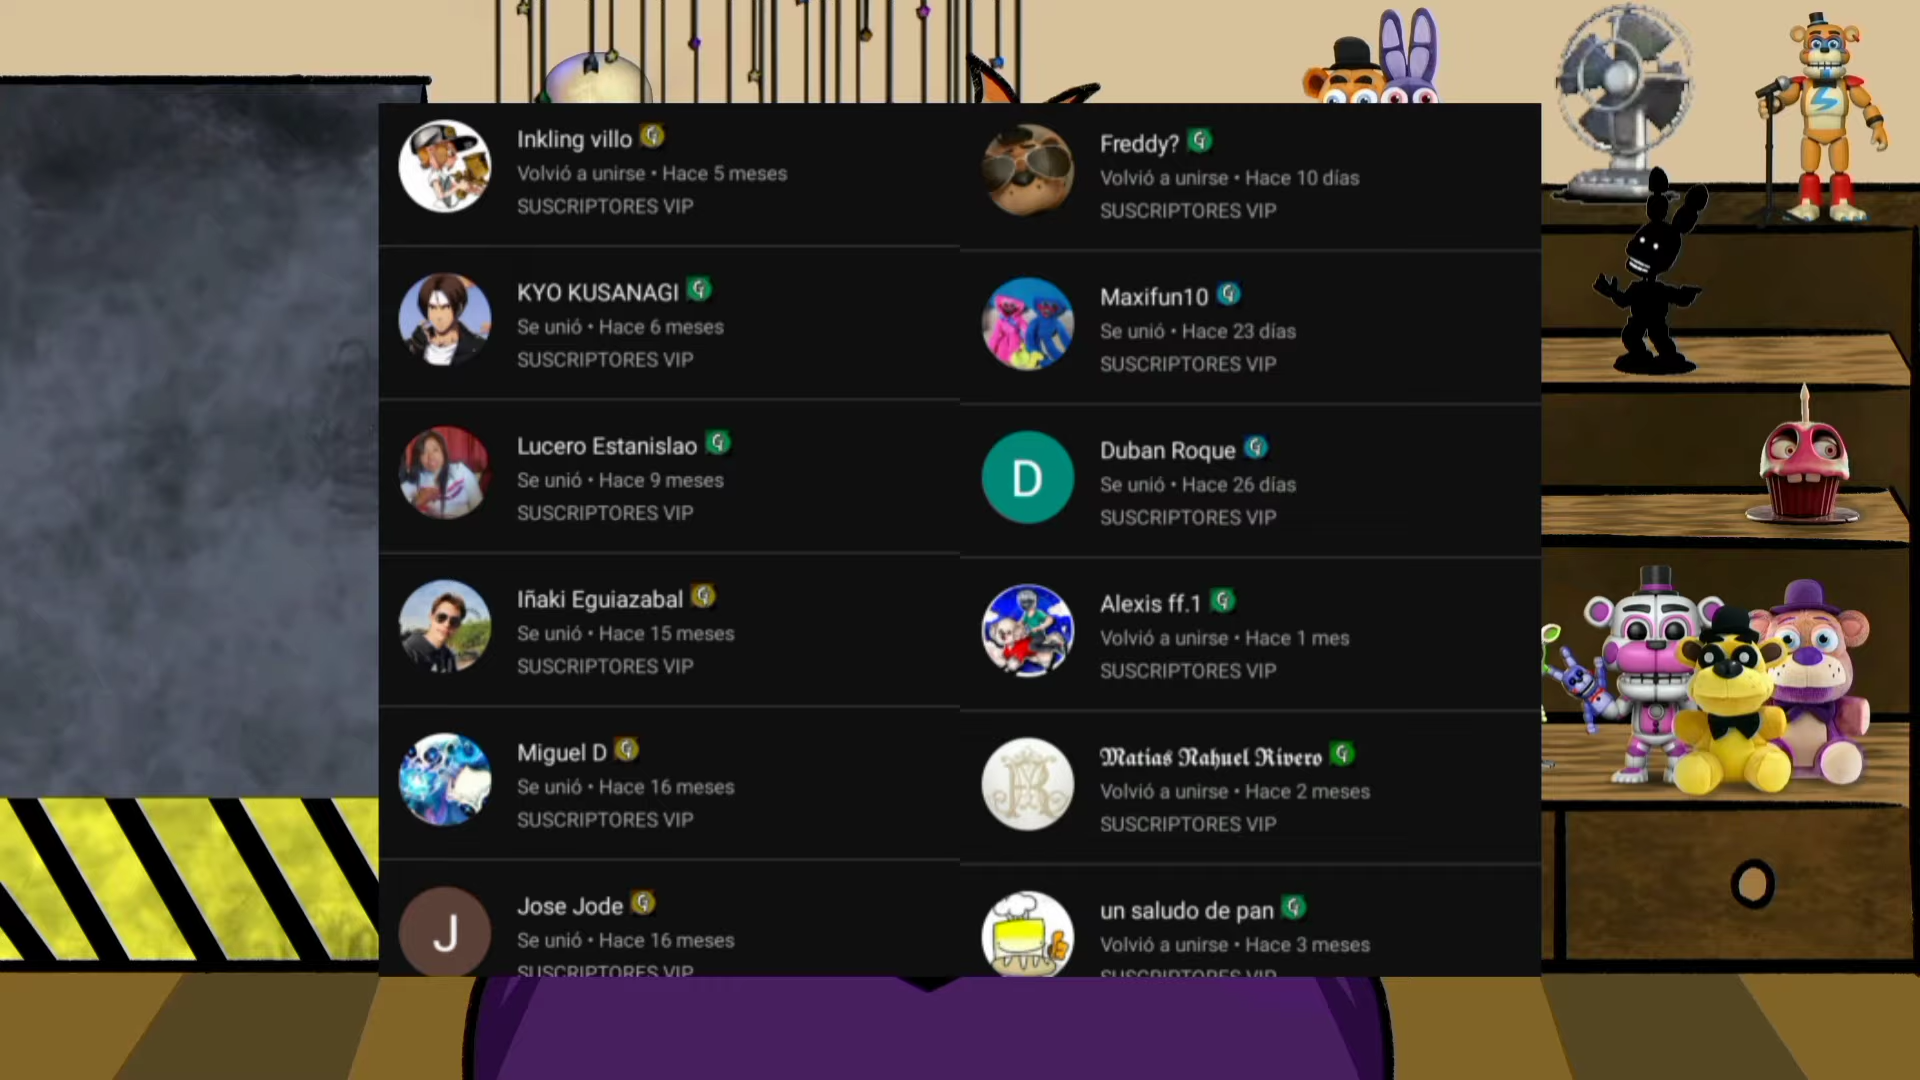 Inkling villo
Volvió a unirse • Hace 5 meses
SUSCRIPTORES VIP
KYO KUSANAGI
Se unió • Hace 6 meses
SUSCRIPTORES VIP
Lucero Estanislao
Se unió • Hace 9 meses
SUSCRIPTORES VIP
Iñaki Eguiazabal
Se unió • Hace 15 meses
SUSCRIPTORES VIP
Miguel D
Se unió • Hace 16 meses
SUSCRIPTORES VIP
J
Jose Jode
Se unió • Hace 16 meses
SUSCRIPTORES VIP
Freddy?
Volvió a unirse • Hace 10 días
SUSCRIPTORES VIP
Maxifun10
Se unió • Hace 23 días
SUSCRIPTORES VIP
D
Duban Roque
Se unió • Hace 26 días
SUSCRIPTORES VIP
Alexis ff.1
Volvió a unirse • Hace 1 mes
SUSCRIPTORES VIP
𝕸𝖆𝖙í𝖆𝖘 𝕹𝖆𝖍𝖚𝖊𝖑 𝕽𝖎𝖛𝖊𝖗𝖔
Volvió a unirse • Hace 2 meses
SUSCRIPTORES VIP
un saludo de pan
Volvió a unirse • Hace 3 meses
SUSCRIPTORES VIP